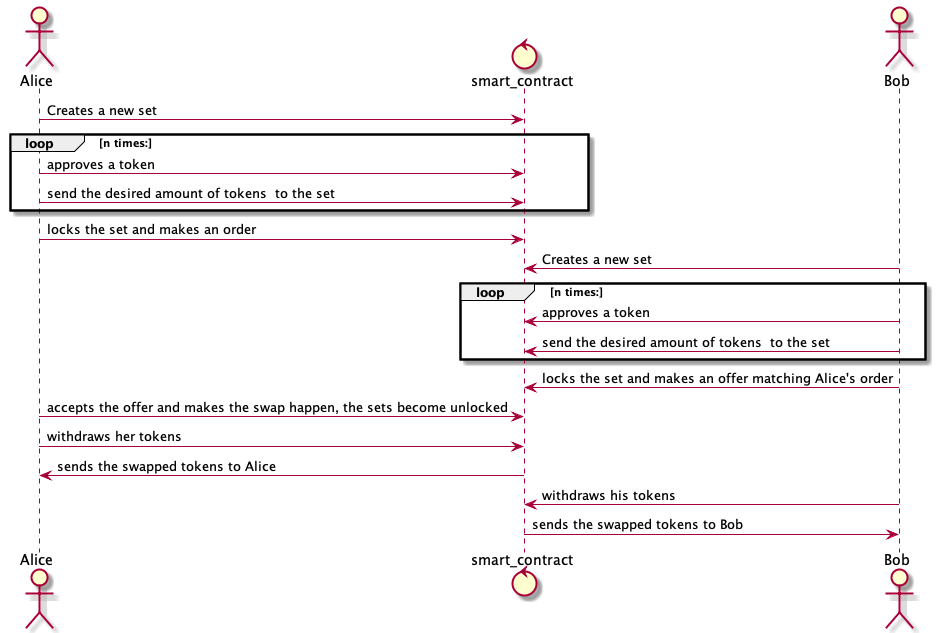 Alice
smart_contract
Bob
Creates a new set
loop [n times:]
approves a token
send the desired amount of tokens  to the set
locks the set and makes an order
Creates a new set
loop [n times:]
approves a token
send the desired amount of tokens  to the set
locks the set and makes an offer matching Alice's order
accepts the offer and makes the swap happen, the sets become unlocked
withdraws her tokens
sends the swapped tokens to Alice
withdraws his tokens
sends the swapped tokens to Bob
Alice
smart_contract
Bob